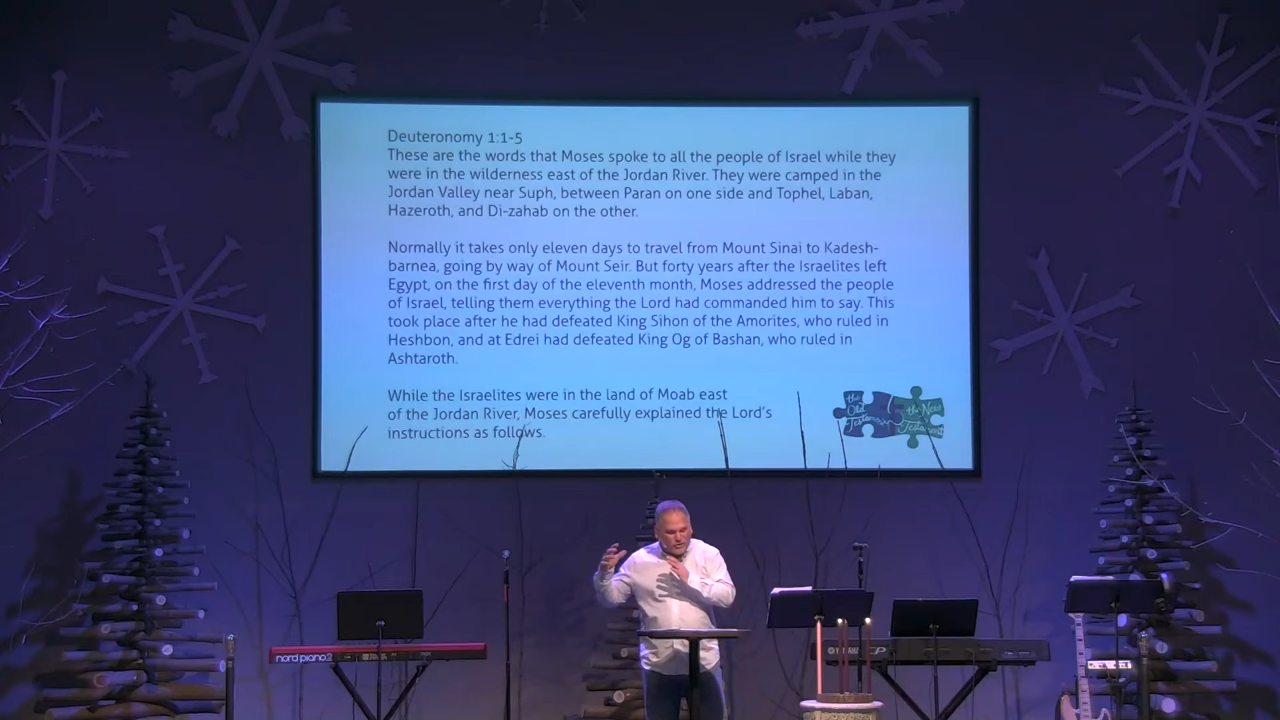 Deuteronomy 1:1-5
These are the words that Moses spoke to all the people of Israel while they
were in the wilderness east of the Jordan River. They were camped in the
Jordan Valley near Suph, between Paran on one side and Tophel, Laban,
Hazeroth, and Di-zahab on the other.
Normally it takes only eleven days to travel from Mount Sinai to Kadesh-
barnea, going by way of Mount Seir. But forty years after the Israelites left
Egypt, on the first day of the eleventh month, Moses addressed the people
of Israel, telling them everything the Lord had commanded him to say. This
took place after he had defeated King Sihon of the Amorites, who ruled in
Heshbon, and at Edrei had defeated King Og of Bashan, who ruled in
Ashtaroth.
While the Israelites were in the land of Moab east
of the Jordan River, Moses carefully explained the Lord's
instructions as follows.
the
Old
Testament
the New
Testament
nord piano 2
YAMAHA CP